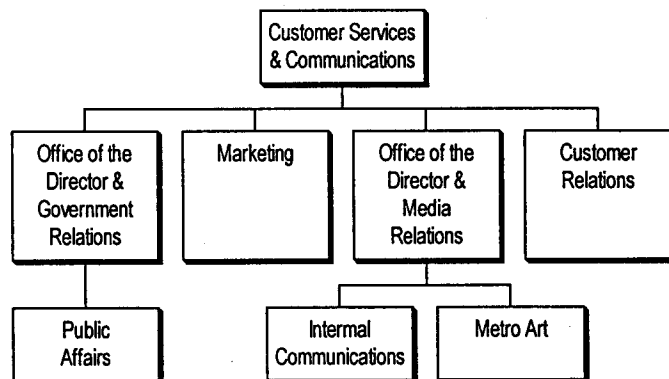 Customer Services
& Communications
Office of the
Director &
Government
Relations
Marketing
Office of the
Director &
Media
Relations
Customer
Relations
Public
Affairs
Intermal
Communications
Metro Art